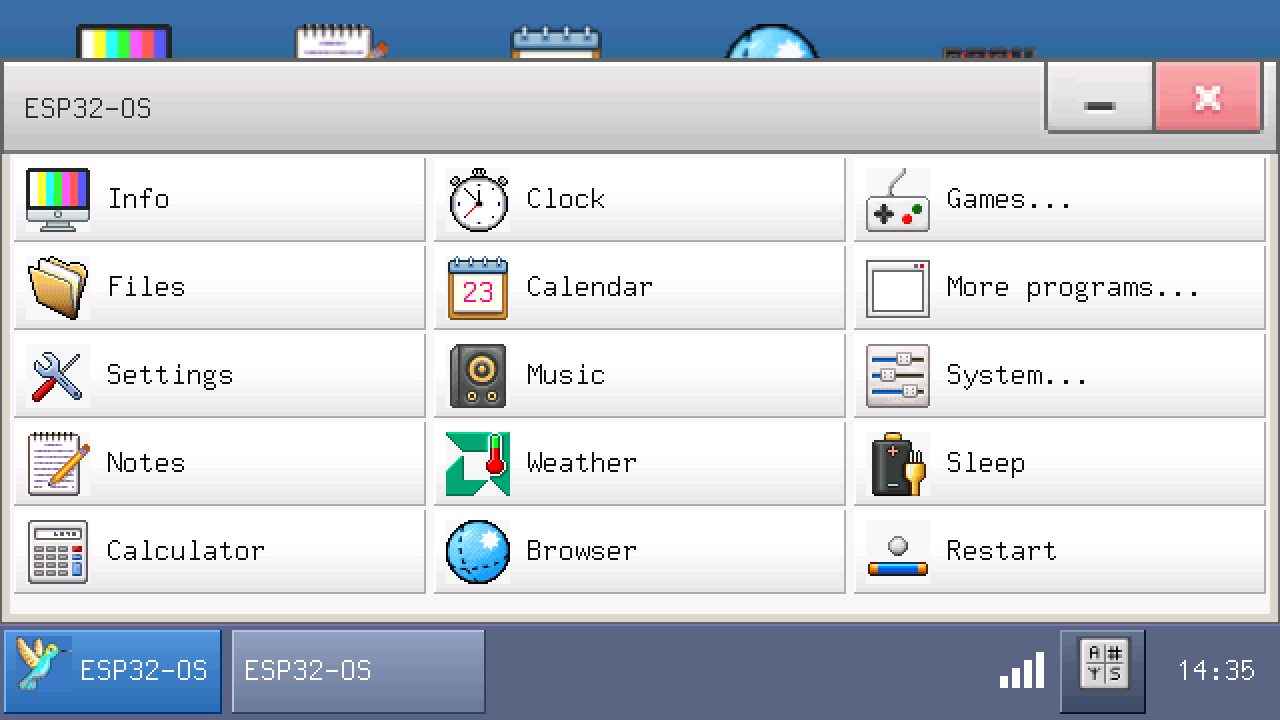 ESP32-OS
Info
Clock
Games...
Files
23
Calendar
More programs...
Settings
Music
System...
Notes
Weather
Sleep
Calculator
Browser
Restart
ESP32-OS
ESP32-OS
A #
Y S
14:35